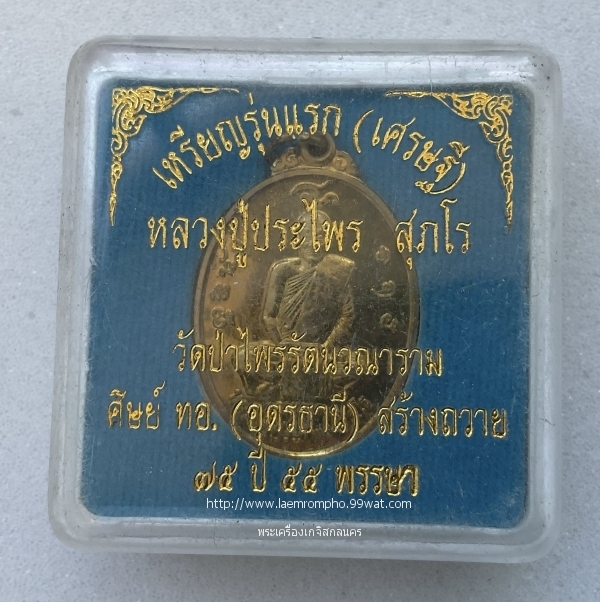 เหรียญรุ่นแรก (เศรษฐี)
หลวงปู่ประไพร สุภโร
วัดป่าไพรรัตนวณาราม
ศิษย์ ทอ. (อุดรธานี) สร้างถวาย
๗๕ ปี ๕๕ พรรษา
http://www.laemrompho.99wat.com
พระเครื่องเกจิสกลนคร